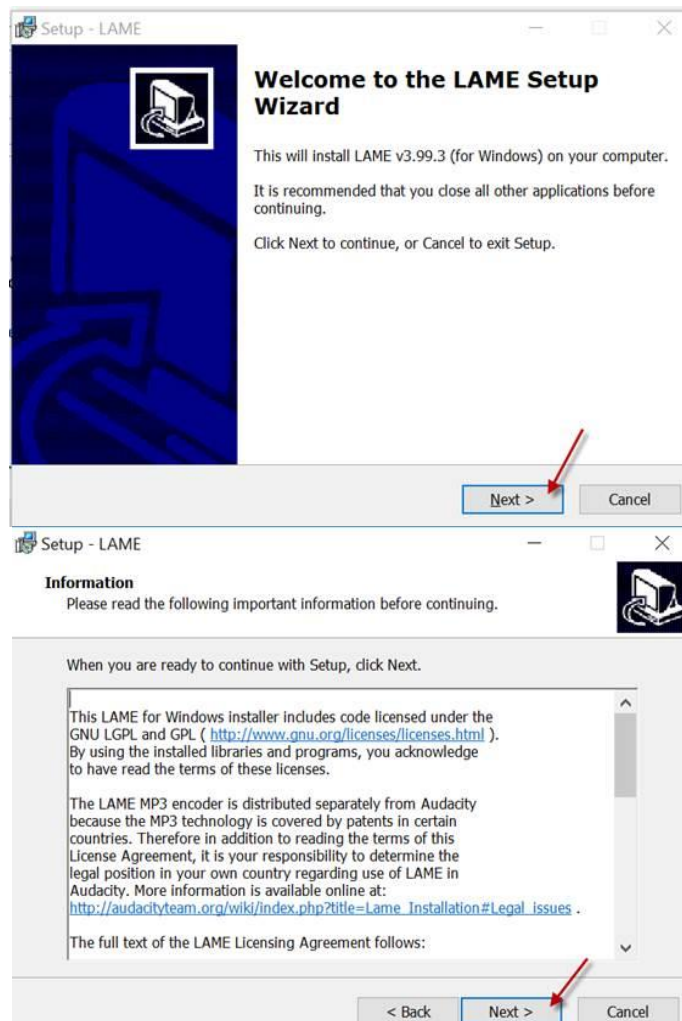 Setup - LAME
Welcome to the LAME Setup
Wizard
This will install LAME v3.99.3 (for Windows) on your computer.
It is recommended that you close all other applications before
continuing.
Click Next to continue, or Cancel to exit Setup.
Next >
Cancel
Setup - LAME
Information
Please read the following important information before continuing.
When you are ready to continue with Setup, click Next.
This LAME for Windows installer includes code licensed under the
GNU LGPL and GPL ( http://www.gnu.org/licenses/licenses.html ).
By using the installed libraries and programs, you acknowledge
to have read the terms of these licenses.
The LAME MP3 encoder is distributed separately from Audacity
because the MP3 technology is covered by patents in certain
countries. Therefore in addition to reading the terms of this
License Agreement, it is your responsibility to determine the
legal position in your own country regarding use of LAME in
Audacity. More information is available online at:
http://audacityteam.org/wiki/index.php?title=Lame_Installation#Legal_issues .
The full text of the LAME Licensing Agreement follows:
< Back
Next >
Cancel